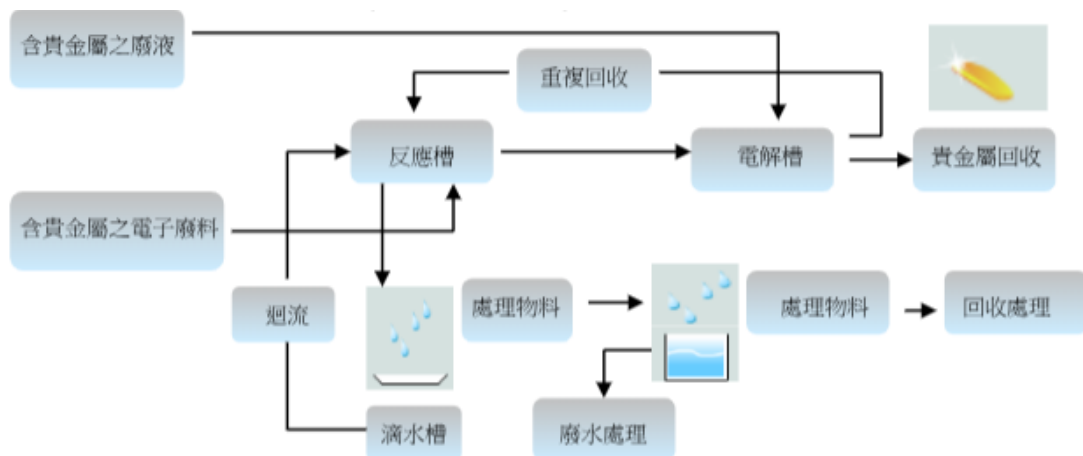 含貴金屬之廢液
重複回收
反應槽
電解槽
貴金屬回收
含貴金屬之電子廢料
迴流
處理物料
處理物料
回收處理
滴水槽
廢水處理